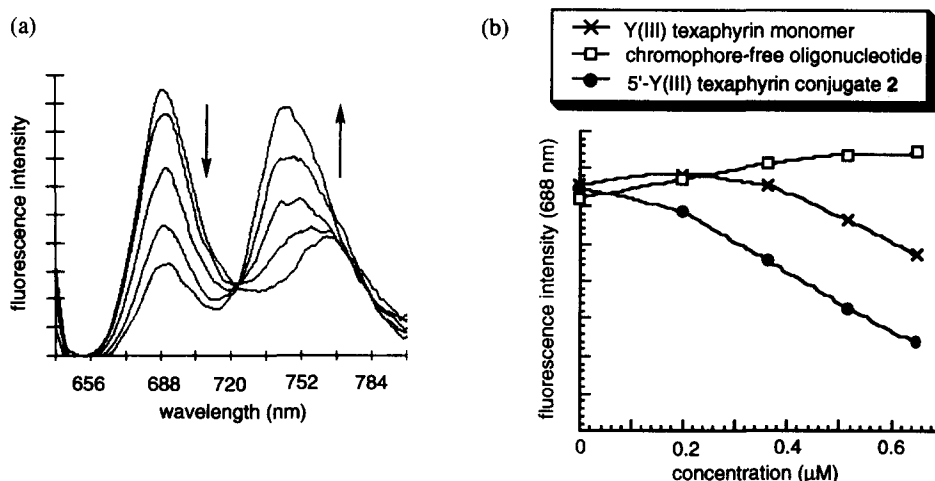 (a)
fluorescence intensity
656 688 720 752 784
wavelength (nm)
(b)
Y(III) texaphyrin monomer
chromophore-free oligonucleotide
5'-Y(III) texaphyrin conjugate 2
fluorescence intensity (688 nm)
0 0.2 0.4 0.6
concentration (μM)